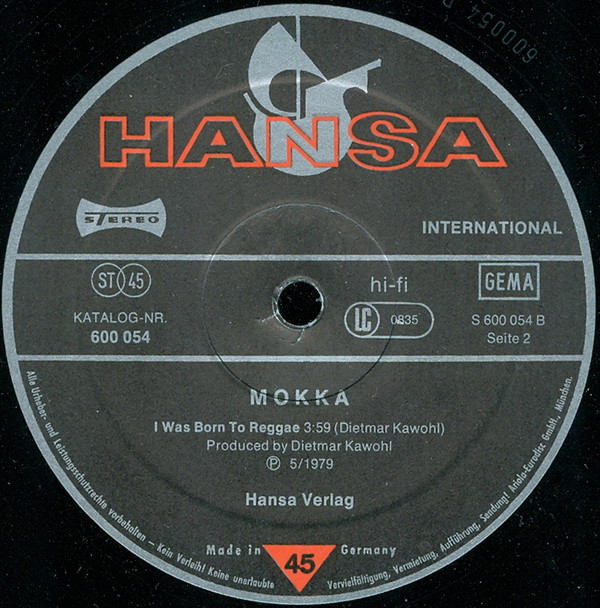 600054 B
HANSA
STEREO
INTERNATIONAL
ST 45
hi-fi
GEMA
KATALOG-NR.
600 054
LC 0835
S 600 054 B
Seite 2
MOKKA
I Was Born To Reggae 3:59 (Dietmar Kawohl)
Produced by Dietmar Kawohl
Ⓟ 5/1979
Hansa Verlag
Made in Germany
45
Alle Urheber- und Leistungsschutzrechte vorbehalten – Kein Verleih! Keine unerlaubte Vervielfältigung, Vermietung, Aufführung, Sendung! Ariola-Eurodisc GmbH., München.